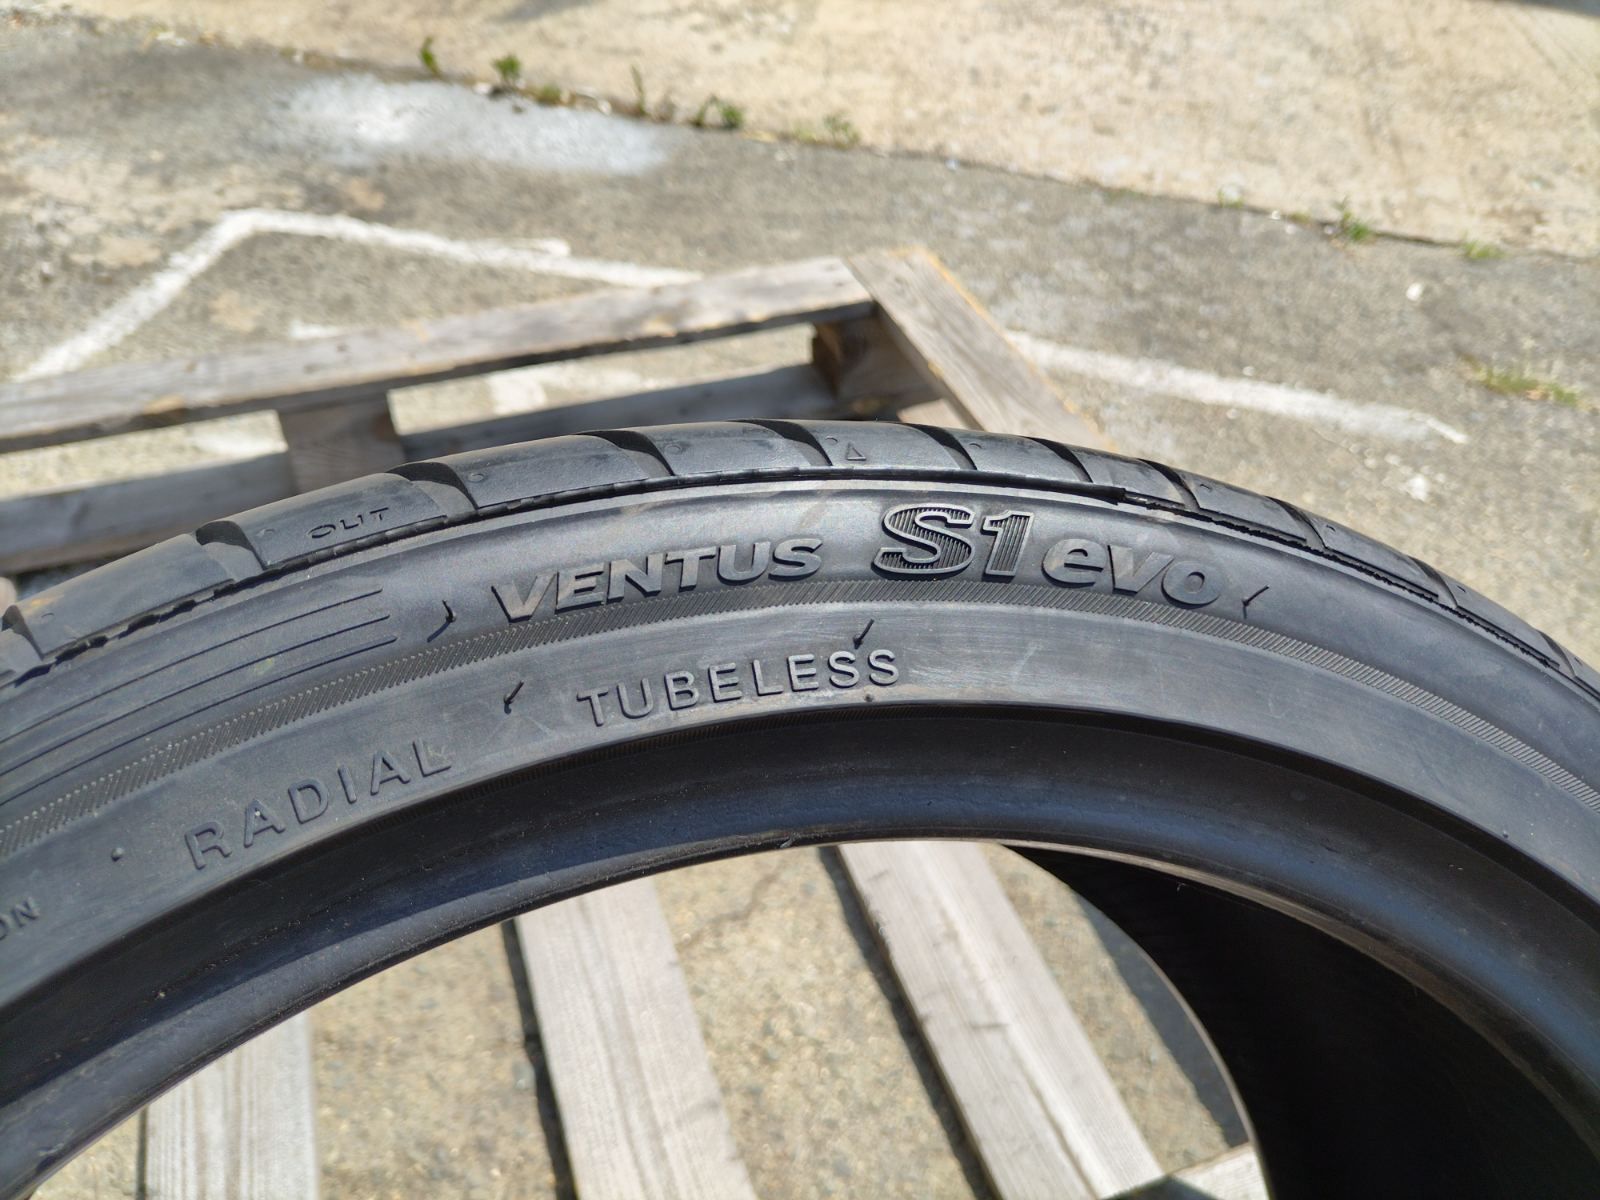 OUT
VENTUS S1 evo
RADIAL TUBELESS